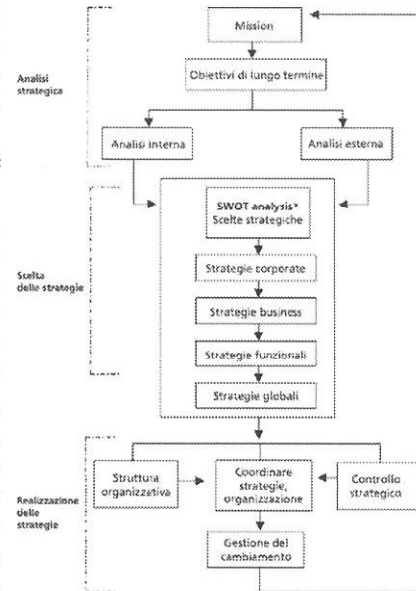 Mission
Analisi
strategica
Obiettivi di lungo termine
Analisi interna
Analisi esterna
SWOT analysis*
Scelte strategiche
Scelta
delle strategie
Strategie corporate
Strategie business
Strategie funzionali
Strategie globali
Realizzazione
delle
strategie
Struttura
organizzativa
Coordinare
strategie,
organizzazione
Controllo
strategico
Gestione del
cambiamento